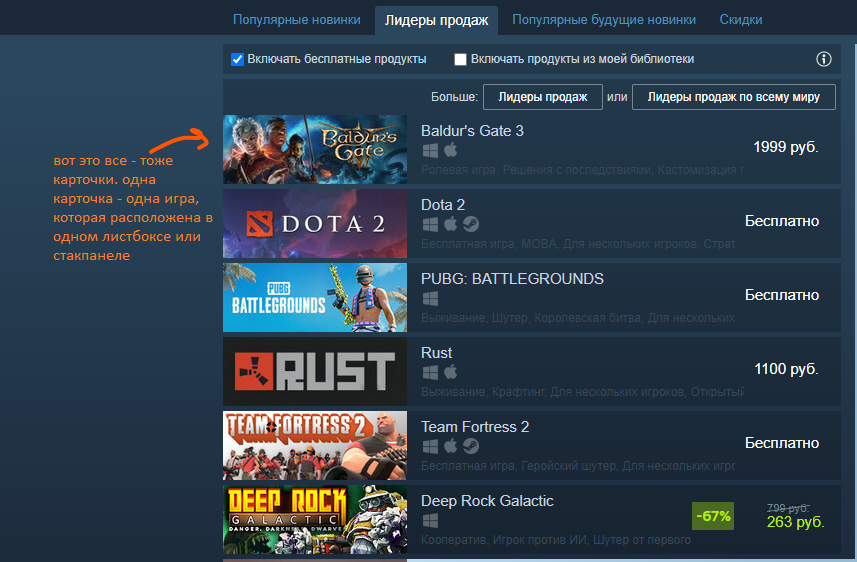 Популярные новинки Лидеры продаж Популярные будущие новинки Скидки
Включать бесплатные продукты Включать продукты из моей библиотеки
Больше: Лидеры продаж или Лидеры продаж по всему миру
вот это все - тоже
карточки. одна
карточка - одна игра,
которая расположена в
одном листбоксе или
стакпанеле
BALDUR'S GATE
Baldur's Gate 3
1999 руб.
Ролевая игра, Решения с последствиями, Кастомизация
DOTA 2
Dota 2
Бесплатно
Бесплатная игра, MOBA, Для нескольких игроков, Страт
PUBG
BATTLEGROUNDS
PUBG: BATTLEGROUNDS
Бесплатно
Выживание, Шутер, Королевская битва, Для нескольких
RUST
Rust
1100 руб.
Выживание, Крафтинг, Для нескольких игроков, Открытый
TEAM FORTRESS 2
Team Fortress 2
Бесплатно
Бесплатная игра, Геройский шутер, Для нескольких игро
DEEP ROCK
GALACTIC
DANGER. DARKNESS. DWARVES.
Deep Rock Galactic
-67%
799 руб.
263 руб.
Кооператив, Игрок против ИИ, Шутер от первого